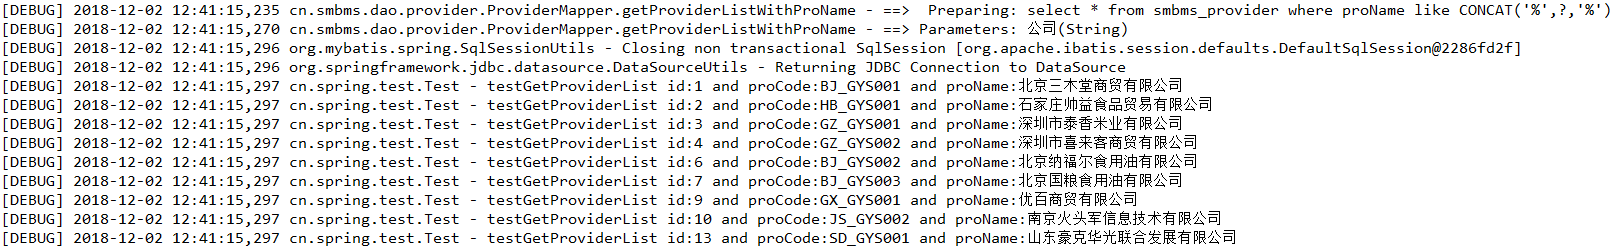 [DEBUG] 2018-12-02 12:41:15,235 cn.smbms.dao.provider.ProviderMapper.getProviderListWithProName - ==>  Preparing: select * from smbms_provider where proName like CONCAT('%',?,'%')
[DEBUG] 2018-12-02 12:41:15,270 cn.smbms.dao.provider.ProviderMapper.getProviderListWithProName - ==> Parameters: 公司(String)
[DEBUG] 2018-12-02 12:41:15,296 org.mybatis.spring.SqlSessionUtils - Closing non transactional SqlSession [org.apache.ibatis.session.defaults.DefaultSqlSession@2286fd2f]
[DEBUG] 2018-12-02 12:41:15,296 org.springframework.jdbc.datasource.DataSourceUtils - Returning JDBC Connection to DataSource
[DEBUG] 2018-12-02 12:41:15,297 cn.spring.test.Test - testGetProviderList id:1 and proCode:BJ_GYS001 and proName:北京三木堂商贸有限公司
[DEBUG] 2018-12-02 12:41:15,297 cn.spring.test.Test - testGetProviderList id:2 and proCode:HB_GYS001 and proName:石家庄帅益食品贸易有限公司
[DEBUG] 2018-12-02 12:41:15,297 cn.spring.test.Test - testGetProviderList id:3 and proCode:GZ_GYS001 and proName:深圳市泰香米业有限公司
[DEBUG] 2018-12-02 12:41:15,297 cn.spring.test.Test - testGetProviderList id:4 and proCode:GZ_GYS002 and proName:深圳市喜来客商贸有限公司
[DEBUG] 2018-12-02 12:41:15,297 cn.spring.test.Test - testGetProviderList id:6 and proCode:BJ_GYS002 and proName:北京纳福尔食用油有限公司
[DEBUG] 2018-12-02 12:41:15,297 cn.spring.test.Test - testGetProviderList id:7 and proCode:BJ_GYS003 and proName:北京国粮食用油有限公司
[DEBUG] 2018-12-02 12:41:15,297 cn.spring.test.Test - testGetProviderList id:9 and proCode:GX_GYS001 and proName:优百商贸有限公司
[DEBUG] 2018-12-02 12:41:15,297 cn.spring.test.Test - testGetProviderList id:10 and proCode:JS_GYS002 and proName:南京火头军信息技术有限公司
[DEBUG] 2018-12-02 12:41:15,297 cn.spring.test.Test - testGetProviderList id:13 and proCode:SD_GYS001 and proName:山东豪克华光联合发展有限公司